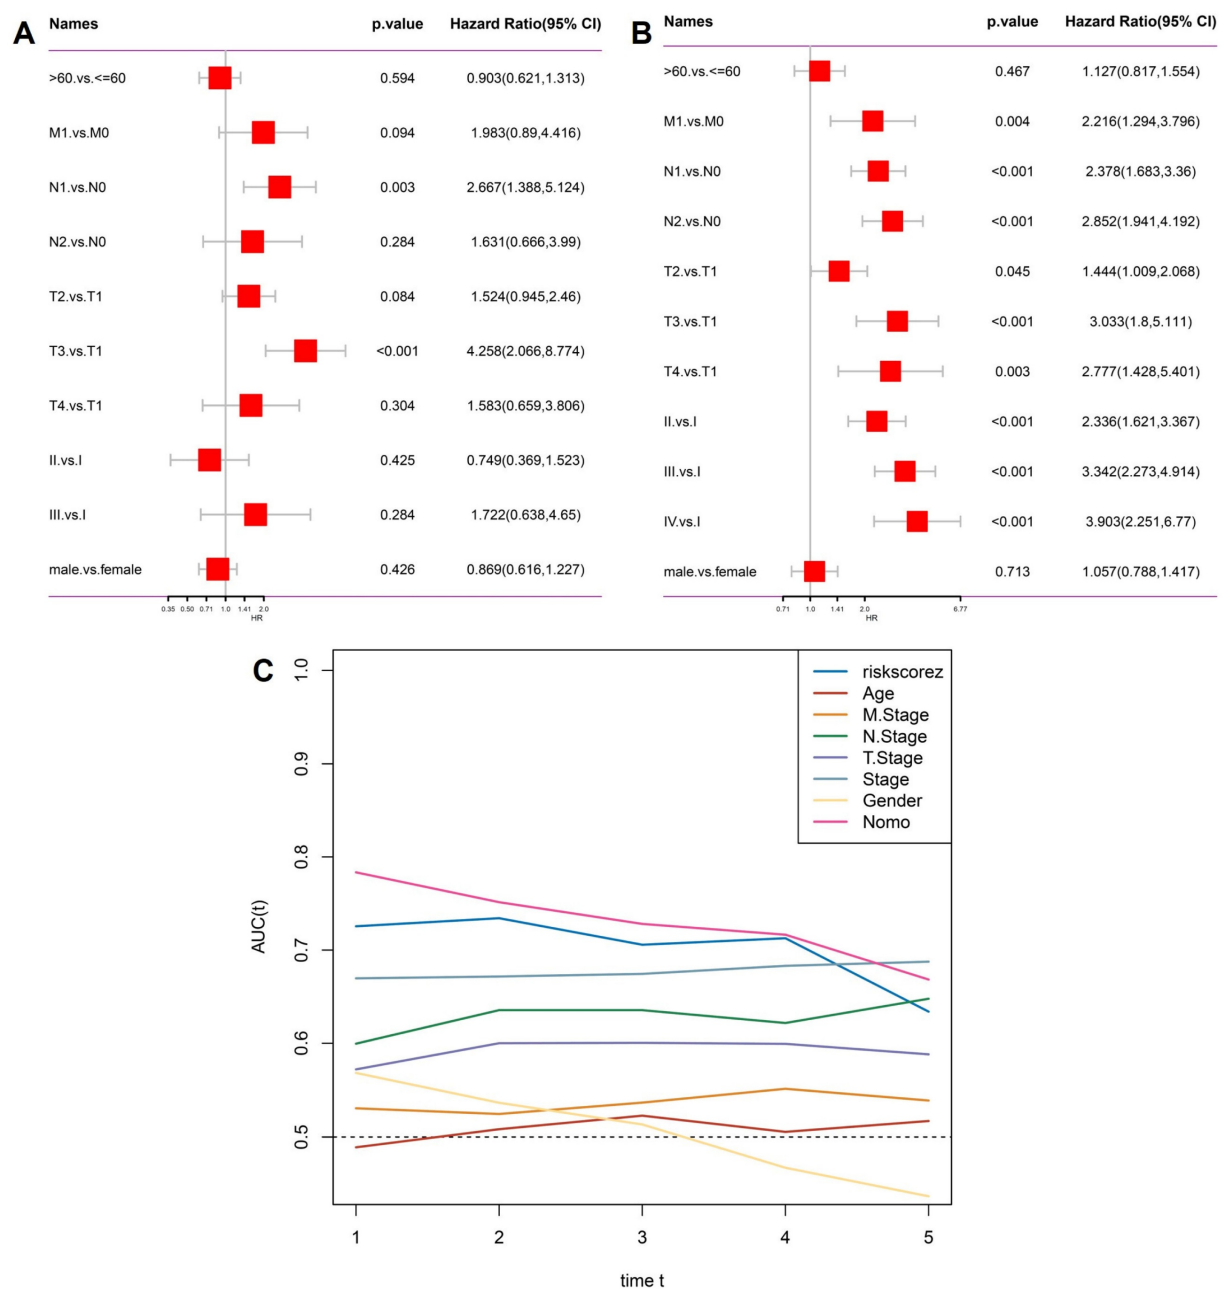 A
Names p.value Hazard Ratio(95% CI)
>60.vs.<=60 0.594 0.903(0.621,1.313)
M1.vs.M0 0.094 1.983(0.89,4.416)
N1.vs.N0 0.003 2.667(1.388,5.124)
N2.vs.N0 0.284 1.631(0.666,3.99)
T2.vs.T1 0.084 1.524(0.945,2.46)
T3.vs.T1 <0.001 4.258(2.066,8.774)
T4.vs.T1 0.304 1.583(0.659,3.806)
II.vs.I 0.425 0.749(0.369,1.523)
III.vs.I 0.284 1.722(0.638,4.65)
male.vs.female 0.426 0.869(0.616,1.227)
0.35 0.50 0.71 1.0 1.41 2.0
HR
B
Names p.value Hazard Ratio(95% CI)
>60.vs.<=60 0.467 1.127(0.817,1.554)
M1.vs.M0 0.004 2.216(1.294,3.796)
N1.vs.N0 <0.001 2.378(1.683,3.36)
N2.vs.N0 <0.001 2.852(1.941,4.192)
T2.vs.T1 0.045 1.444(1.009,2.068)
T3.vs.T1 <0.001 3.033(1.8,5.111)
T4.vs.T1 0.003 2.777(1.428,5.401)
II.vs.I <0.001 2.336(1.621,3.367)
III.vs.I <0.001 3.342(2.273,4.914)
IV.vs.I <0.001 3.903(2.251,6.77)
male.vs.female 0.713 1.057(0.788,1.417)
0.71 1.0 1.41 2.0 6.77
HR
C
riskscorez
Age
M.Stage
N.Stage
T.Stage
Stage
Gender
Nomo
AUC(t)
1.0
0.9
0.8
0.7
0.6
0.5
1 2 3 4 5
time t